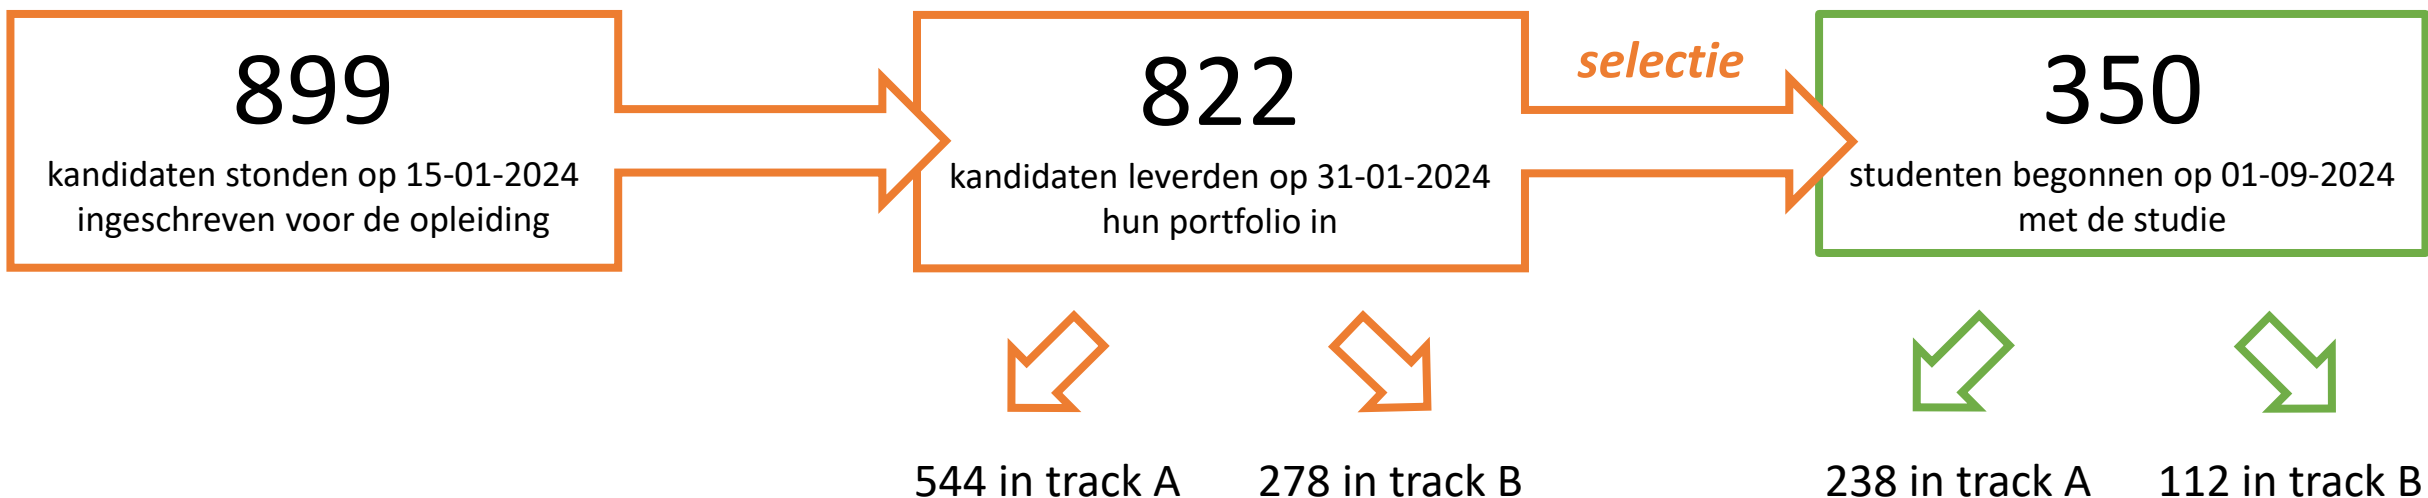 899
kandidaten stonden op 15-01-2024
ingeschreven voor de opleiding
822
kandidaten leverden op 31-01-2024
hun portfolio in
selectie
350
studenten begonnen op 01-09-2024
met de studie
544 in track A
278 in track B
238 in track A
112 in track B